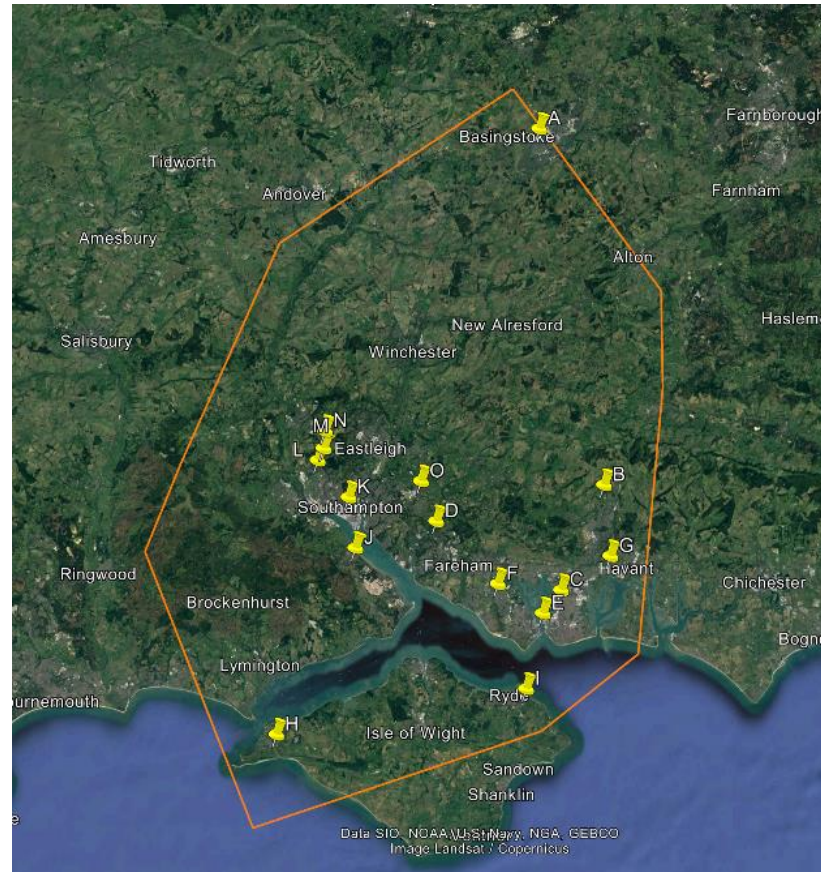 A
Farnborough
Basingstoke
Tidworth
Farnham
Andover
Amesbury
Alton
Haslem
New Alresford
Salisbury
Winchester
N
M
L
Eastleigh
O
B
K
Southampton
D
J
G
Fareham
F
Havant
C
Ringwood
Chichester
E
Brockenhurst
Bogno
Lymington
I
Ryde
ournemouth
H
Isle of Wight
Sandown
Shanklin
e
Data SIO, NOAA, U.S. Navy, NGA, GEBCO
Image Landsat / Copernicus